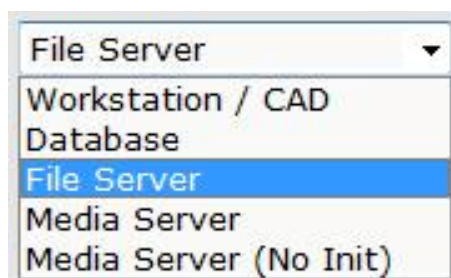 File Server
Workstation / CAD
Database
File Server
Media Server
Media Server (No Init)